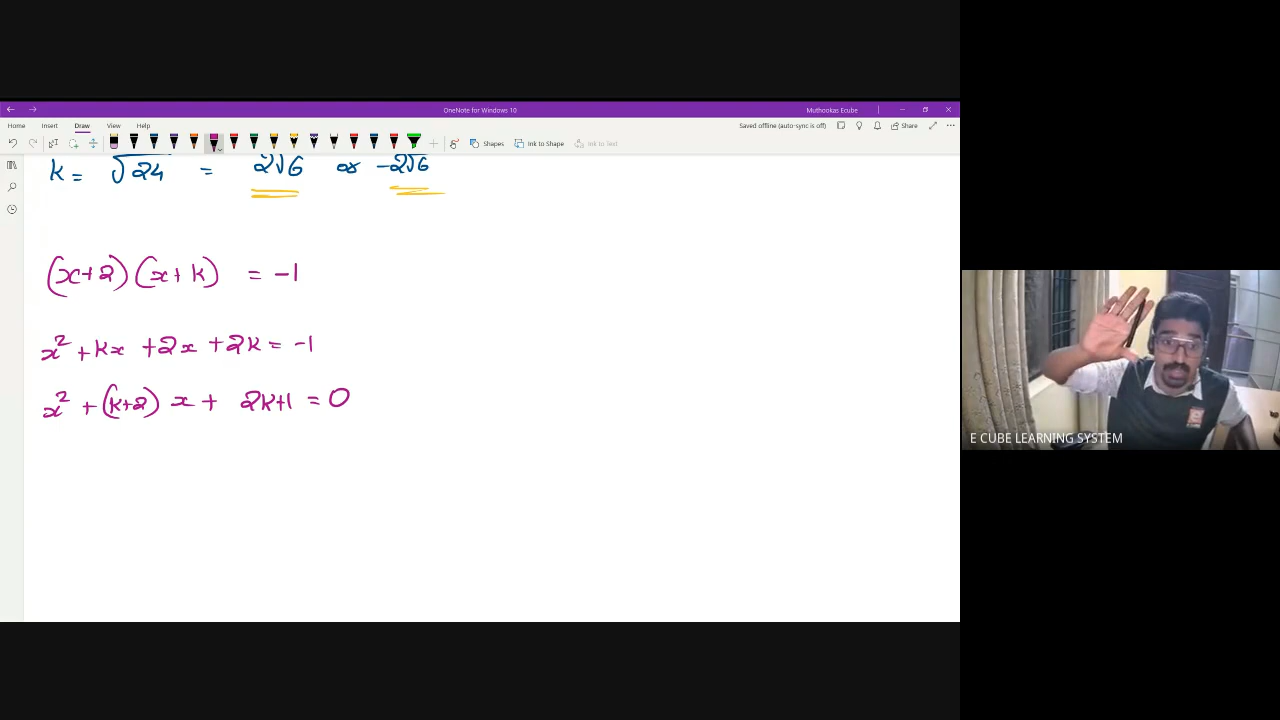 OneNote for Windows 10
Muthookas Ecube
Home Insert Draw View Help
Saved offline (auto-sync is off)
Share
Shapes
Ink to Shape
Ink to Text
k = √24 = 2√6 or -2√6
(x+2)(x+k) = -1
x² + kx + 2x + 2k = -1
x² + (k+2) x + 2k+1 = 0
E CUBE LEARNING SYSTEM